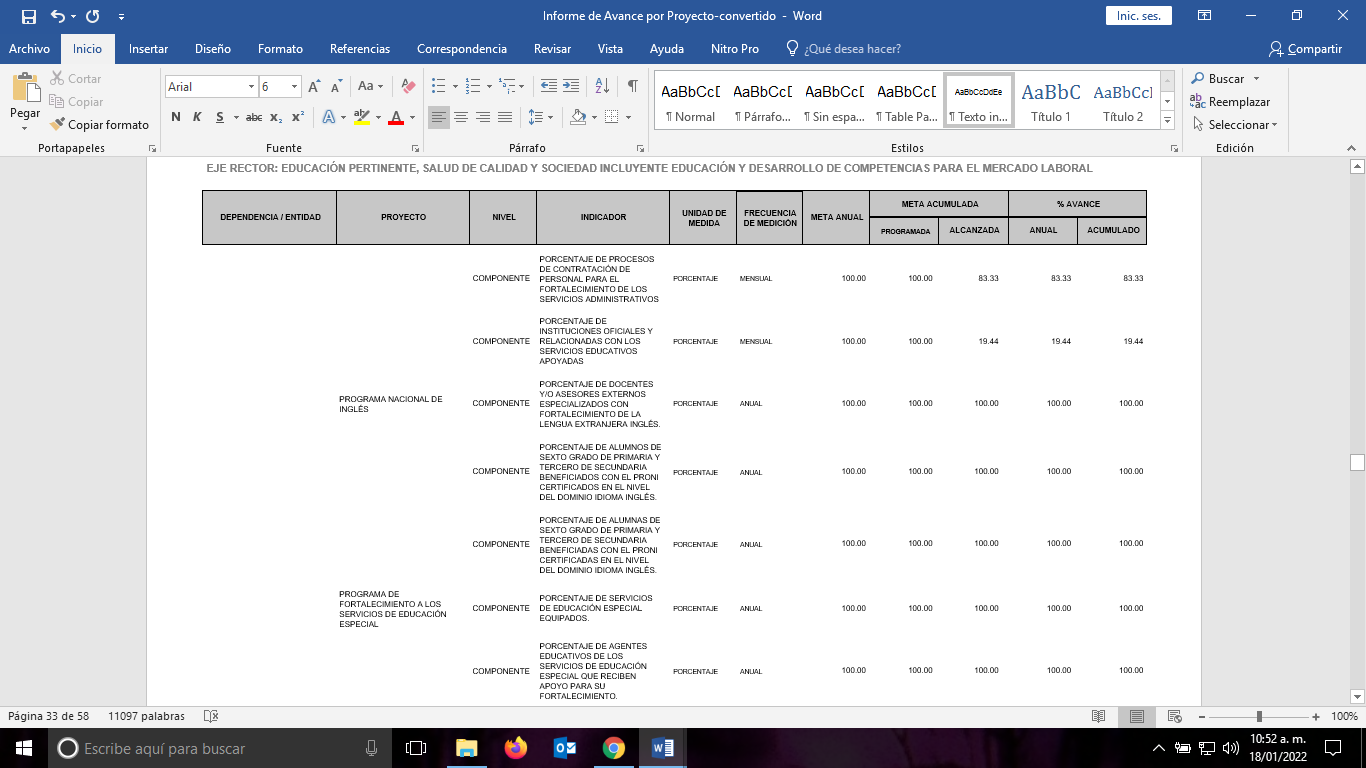 Informe de Avance por Proyecto-convertido - Word
Inic. ses.
Archivo Inicio Insertar Diseño Formato Referencias Correspondencia Revisar Vista Ayuda Nitro Pro ¿Qué desea hacer? Compartir
Pegar
Cortar
Copiar
Copiar formato
Portapapeles
Arial 6
Aa
N K S abc x₂ x²
Fuente
Párrafo
AaBbCcD AaBbCcD AaBbCcD AaBbCcD AaBbCcDdEe AaBbC AaBbCcI
¶ Normal ¶ Párrafo... ¶ Sin espa... ¶ Table Pa... ¶ Texto in... Título 1 Título 2
Estilos
Buscar
Reemplazar
Seleccionar
Edición
EJE RECTOR: EDUCACIÓN PERTINENTE, SALUD DE CALIDAD Y SOCIEDAD INCLUYENTE EDUCACIÓN Y DESARROLLO DE COMPETENCIAS PARA EL MERCADO LABORAL
DEPENDENCIA / ENTIDAD PROYECTO NIVEL INDICADOR UNIDAD DE MEDIDA FRECUENCIA DE MEDICIÓN META ANUAL META ACUMULADA % AVANCE
PROGRAMADA ALCANZADA ANUAL ACUMULADO
PORCENTAJE DE PROCESOS
DE CONTRATACIÓN DE
COMPONENTE PERSONAL PARA EL PORCENTAJE MENSUAL 100.00 100.00 83.33 83.33 83.33
FORTALECIMIENTO DE LOS
SERVICIOS ADMINISTRATIVOS
PORCENTAJE DE
INSTITUCIONES OFICIALES Y
COMPONENTE RELACIONADAS CON LOS PORCENTAJE MENSUAL 100.00 100.00 19.44 19.44 19.44
SERVICIOS EDUCATIVOS
APOYADAS
PORCENTAJE DE DOCENTES
Y/O ASESORES EXTERNOS
PROGRAMA NACIONAL DE
INGLÉS
COMPONENTE ESPECIALIZADOS CON PORCENTAJE ANUAL 100.00 100.00 100.00 100.00 100.00
FORTALECIMIENTO DE LA
LENGUA EXTRANJERA INGLÉS.
PORCENTAJE DE ALUMNOS DE
SEXTO GRADO DE PRIMARIA Y
COMPONENTE TERCERO DE SECUNDARIA PORCENTAJE ANUAL 100.00 100.00 100.00 100.00 100.00
BENEFICIADOS CON EL PRONI
CERTIFICADOS EN EL NIVEL
DEL DOMINIO IDIOMA INGLÉS.
PORCENTAJE DE ALUMNAS DE
SEXTO GRADO DE PRIMARIA Y
COMPONENTE TERCERO DE SECUNDARIA PORCENTAJE ANUAL 100.00 100.00 100.00 100.00 100.00
BENEFICIADAS CON EL PRONI
CERTIFICADAS EN EL NIVEL
DEL DOMINIO IDIOMA INGLÉS.
PROGRAMA DE
FORTALECIMIENTO A LOS
SERVICIOS DE EDUCACIÓN
ESPECIAL
PORCENTAJE DE SERVICIOS
COMPONENTE DE EDUCACIÓN ESPECIAL PORCENTAJE ANUAL 100.00 100.00 100.00 100.00 100.00
EQUIPADOS.
PORCENTAJE DE AGENTES
EDUCATIVOS DE LOS
COMPONENTE SERVICIOS DE EDUCACIÓN PORCENTAJE ANUAL 100.00 100.00 100.00 100.00 100.00
ESPECIAL QUE RECIBEN
APOYO PARA SU
FORTALECIMIENTO.
Página 33 de 58 11097 palabras 100%
Escribe aquí para buscar
10:52 a. m.
18/01/2022